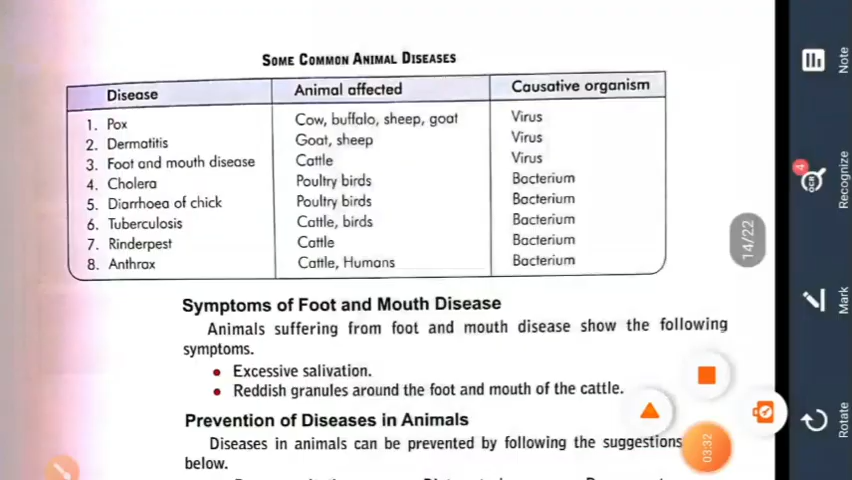 SOME COMMON ANIMAL DISEASES
Disease Animal affected Causative organism
1. Pox Cow, buffalo, sheep, goat Virus
2. Dermatitis Goat, sheep Virus
3. Foot and mouth disease Cattle Virus
4. Cholera Poultry birds Bacterium
5. Diarrhoea of chick Poultry birds Bacterium
6. Tuberculosis Cattle, birds Bacterium
7. Rinderpest Cattle Bacterium
8. Anthrax Cattle, Humans Bacterium
Symptoms of Foot and Mouth Disease
Animals suffering from foot and mouth disease show the following
symptoms.
• Excessive salivation.
• Reddish granules around the foot and mouth of the cattle.
Prevention of Diseases in Animals
Diseases in animals can be prevented by following the suggestions
below.
14/22
03:32
Note
4
OCR
Recognize
Mark
Rotate